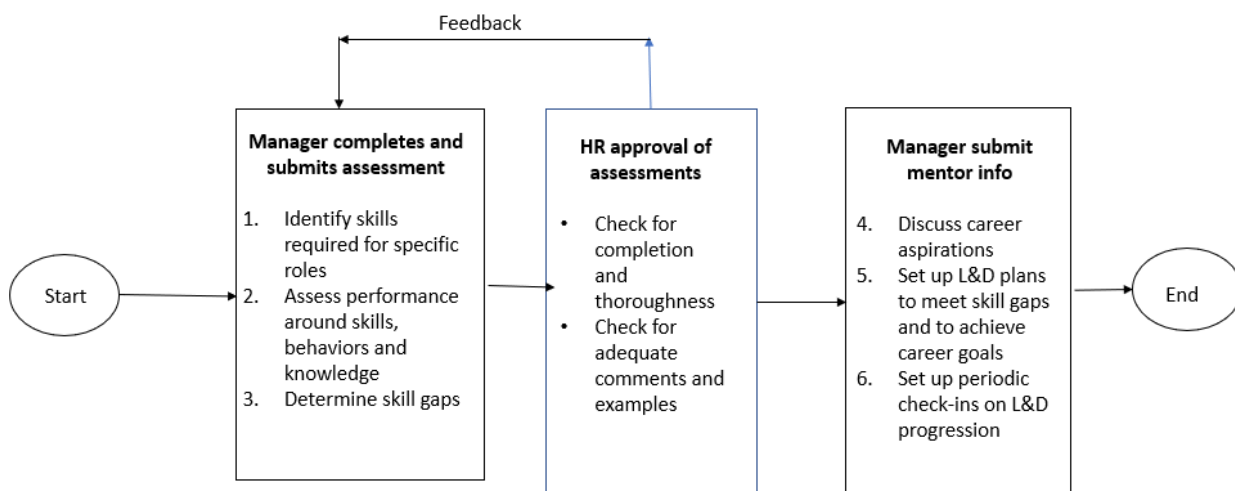 Feedback
Start
Manager completes and
submits assessment
1. Identify skills
required for specific
roles
2. Assess performance
around skills,
behaviors and
knowledge
3. Determine skill gaps
HR approval of
assessments
• Check for
completion
and
thoroughness
• Check for
adequate
comments and
examples
Manager submit
mentor info
4. Discuss career
aspirations
5. Set up L&D plans
to meet skill gaps
and to achieve
career goals
6. Set up periodic
check-ins on L&D
progression
End